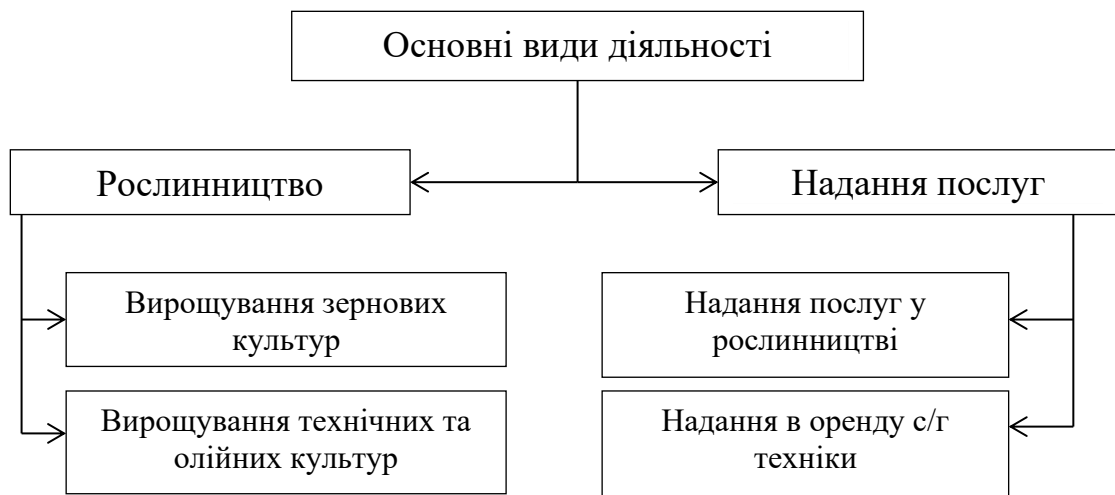 Основні види діяльності
Рослинництво
Надання послуг
Вирощування зернових
культур
Надання послуг у
рослинництві
Вирощування технічних та
олійних культур
Надання в оренду с/г
техніки